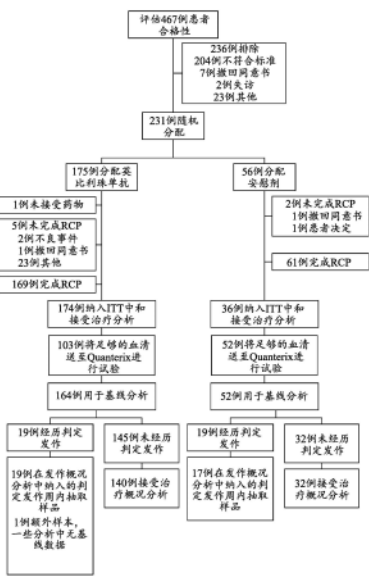 评估467例患者
合格性
236例排除
204例不符合标准
7例撤回同意书
2例失访
23例其他
231例随机
分配
175例分配英
比利珠单抗
56例分配
安慰剂
1例未接受药物
5例未完成RCP
2例不良事件
1例撤回同意书
23例其他
169例完成RCP
2例未完成RCP
1例撤回同意书
1例患者决定
61例完成RCP
174例纳入ITT中和
接受治疗分析
36例纳入ITT中和
接受治疗分析
103例将足够的血清
送至Quanterix进
行试验
52例将足够的血清
送至Quanterix进
行试验
164例用于基线分析
52例用于基线分析
19例经历判定
发作
145例未经历
判定发作
19例经历判定
发作
32例未经历
判定发作
19例在发作概况
分析中纳入的判
定发作周内抽取
样品
1例额外样本，
一些分析中无基
线数据
140例接受治
疗概况分析
17例在发作概况
分析中纳入的判
定发作周内抽取
样品
32例接受治
疗概况分析